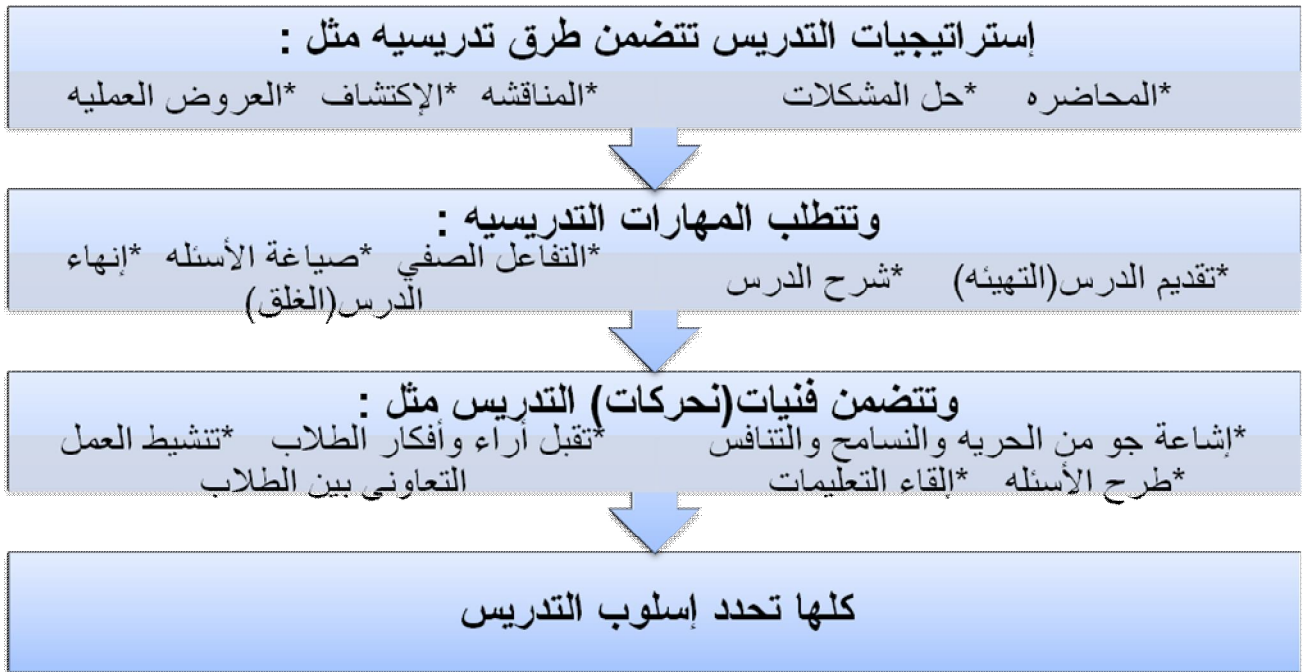 إستراتيجيات التدريس تتضمن طرق تدريسيه مثل :
*المحاضره *حل المشكلات
*المناقشه *الإكتشاف *العروض العمليه
وتتطلب المهارات التدريسيه :
*تقديم الدرس(التهيئه) *شرح الدرس
*التفاعل الصفي *صياغة الأسئله *إنهاء
الدرس(الغلق)
وتتضمن فنيات(تحركات) التدريس مثل :
*إشاعة جو من الحريه والتسامح والتنافس
*طرح الأسئله *إلقاء التعليمات
*تقبل أراء وأفكار الطلاب *تنشيط العمل
التعاوني بين الطلاب
كلها تحدد إسلوب التدريس